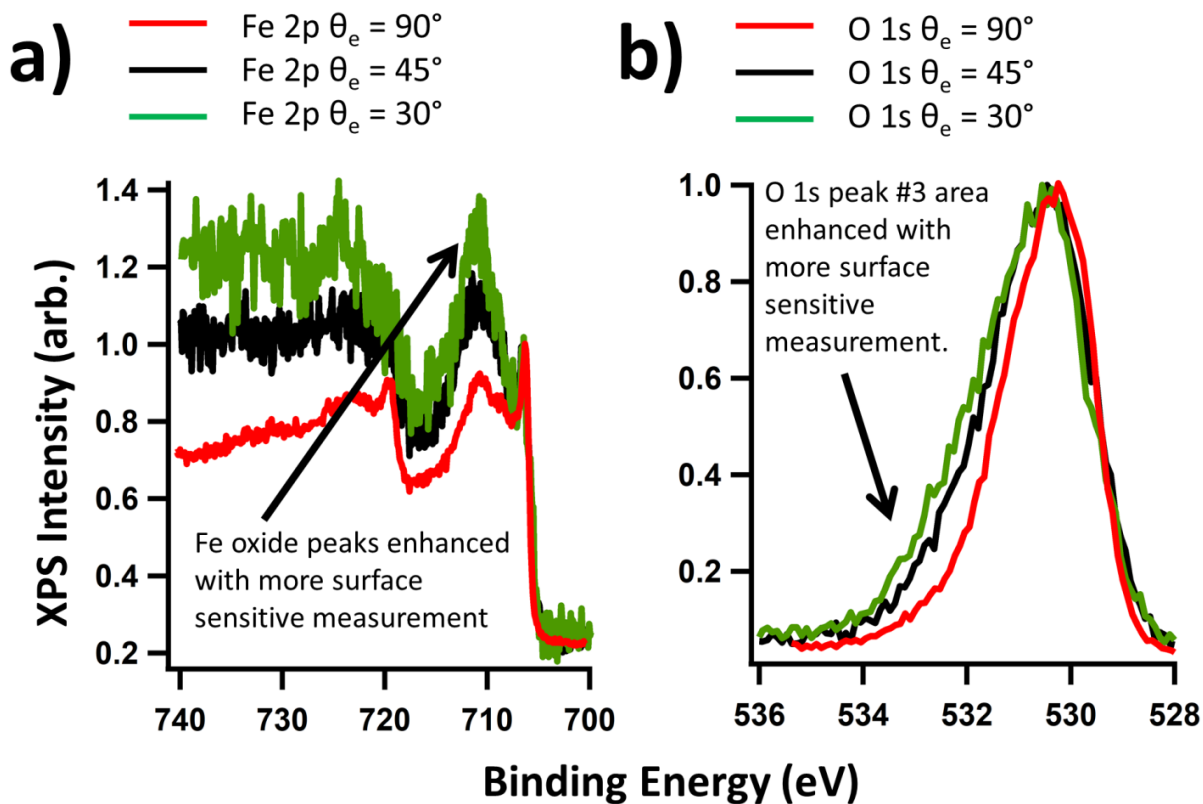 a)
Fe 2p θe = 90°
Fe 2p θe = 45°
Fe 2p θe = 30°
b)
O 1s θe = 90°
O 1s θe = 45°
O 1s θe = 30°
XPS Intensity (arb.)
1.4
1.2
1.0
0.8
0.6
0.4
0.2
Fe oxide peaks enhanced
with more surface
sensitive measurement
740
730
720
710
700
1.0
0.8
0.6
0.4
0.2
O 1s peak #3 area
enhanced with
more surface
sensitive
measurement.
536
534
532
530
528
Binding Energy (eV)